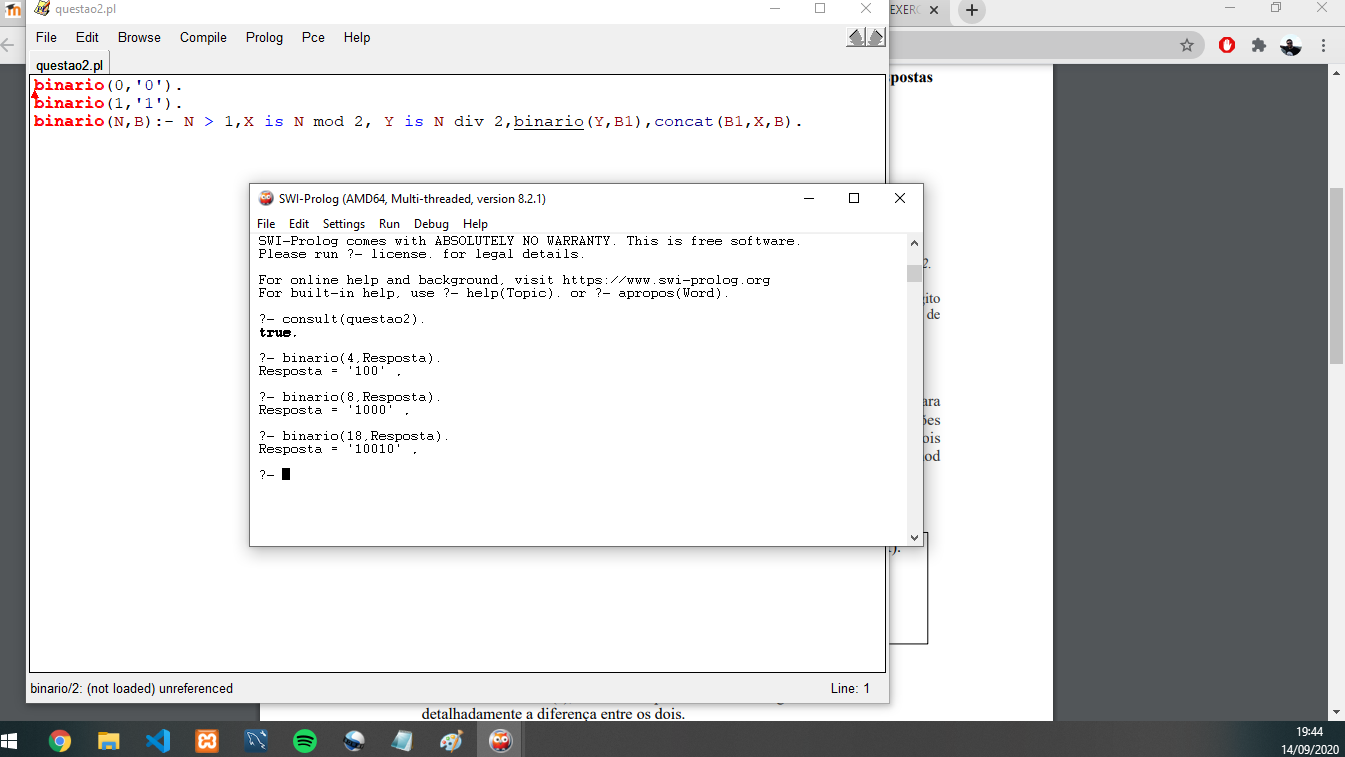 questao2.pl
EXERC
File Edit Browse Compile Prolog Pce Help
questao2.pl
binario(0,'0').
binario(1,'1').
binario(N,B):- N > 1,X is N mod 2, Y is N div 2,binario(Y,B1),concat(B1,X,B).
postas
SWI-Prolog (AMD64, Multi-threaded, version 8.2.1)
File Edit Settings Run Debug Help
SWI-Prolog comes with ABSOLUTELY NO WARRANTY. This is free software.
Please run ?- license. for legal details.
For online help and background, visit https://www.swi-prolog.org
For built-in help, use ?- help(Topic). or ?- apropos(Word).
?- consult(questao2).
true.
?- binario(4,Resposta).
Resposta = '100' .
?- binario(8,Resposta).
Resposta = '1000' .
?- binario(18,Resposta).
Resposta = '10010' .
?-
2.
ito
de
ara
ões
ois
od
).
binario/2: (not loaded) unreferenced Line: 1
detalhadamente a diferença entre os dois.
19:44
14/09/2020